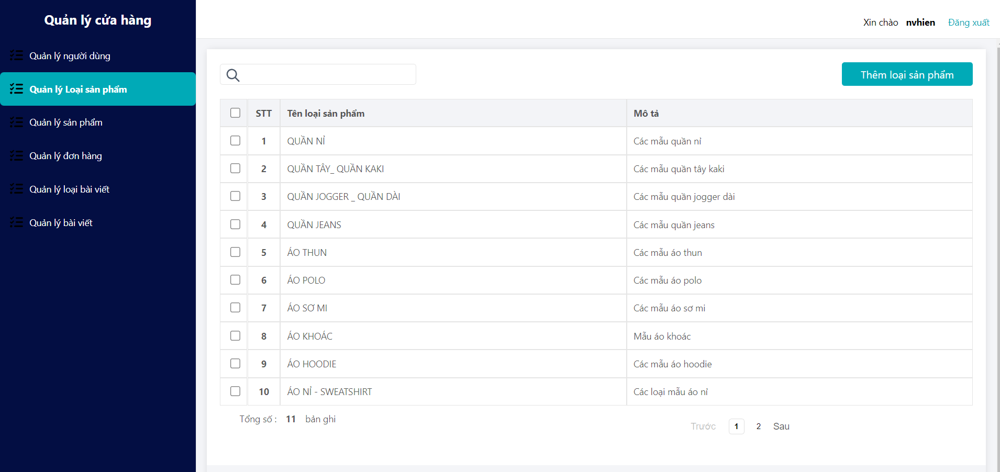 Quản lý cửa hàng
Quản lý người dùng
Quản lý Loại sản phẩm
Quản lý sản phẩm
Quản lý đơn hàng
Quản lý loại bài viết
Quản lý bài viết
Xin chào nvhien Đăng xuất
Thêm loại sản phẩm
STT Tên loại sản phẩm Mô tả
1 QUẦN NỈ Các mẫu quần nỉ
2 QUẦN TÂY_ QUẦN KAKI Các mẫu quần tây kaki
3 QUẦN JOGGER _ QUẦN DÀI Các mẫu quần jogger dài
4 QUẦN JEANS Các mẫu quần jeans
5 ÁO THUN Các mẫu áo thun
6 ÁO POLO Các mẫu áo polo
7 ÁO SƠ MI Các mẫu áo sơ mi
8 ÁO KHOÁC Mẫu áo khoác
9 ÁO HOODIE Các mẫu áo hoodie
10 ÁO NỈ - SWEATSHIRT Các loại mẫu áo nỉ
Tổng số : 11 bản ghi
Trước 1 2 Sau